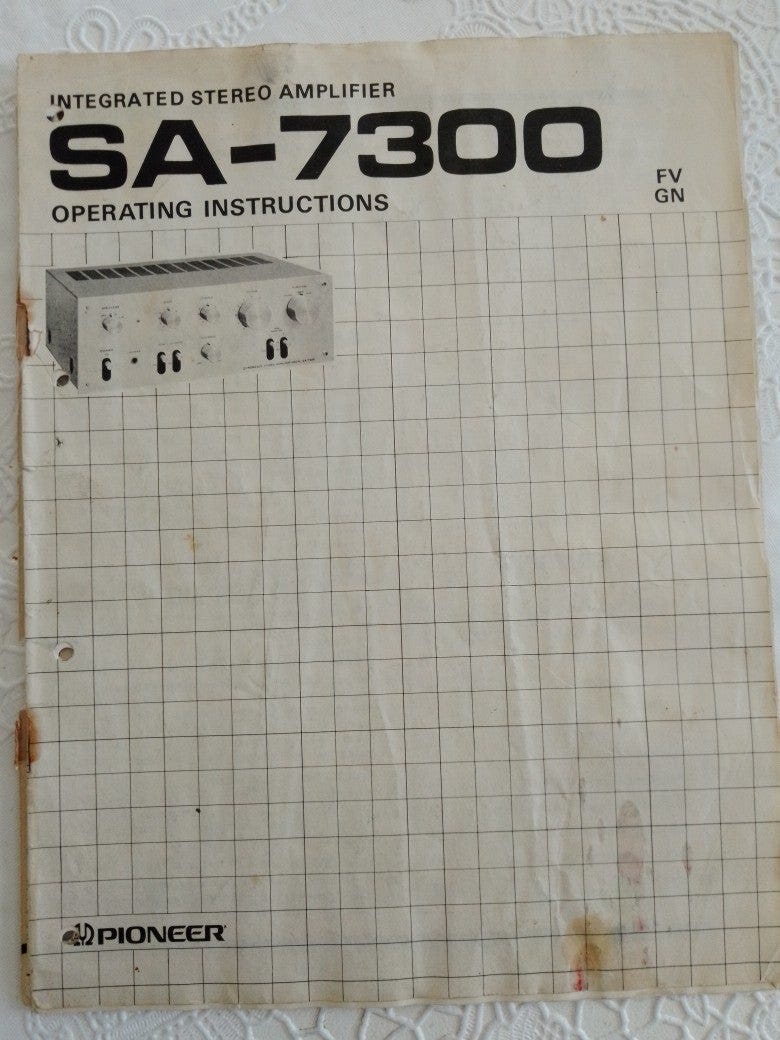 INTEGRATED STEREO AMPLIFIER
SA-7300
OPERATING INSTRUCTIONS
FV
GN
PIONEER